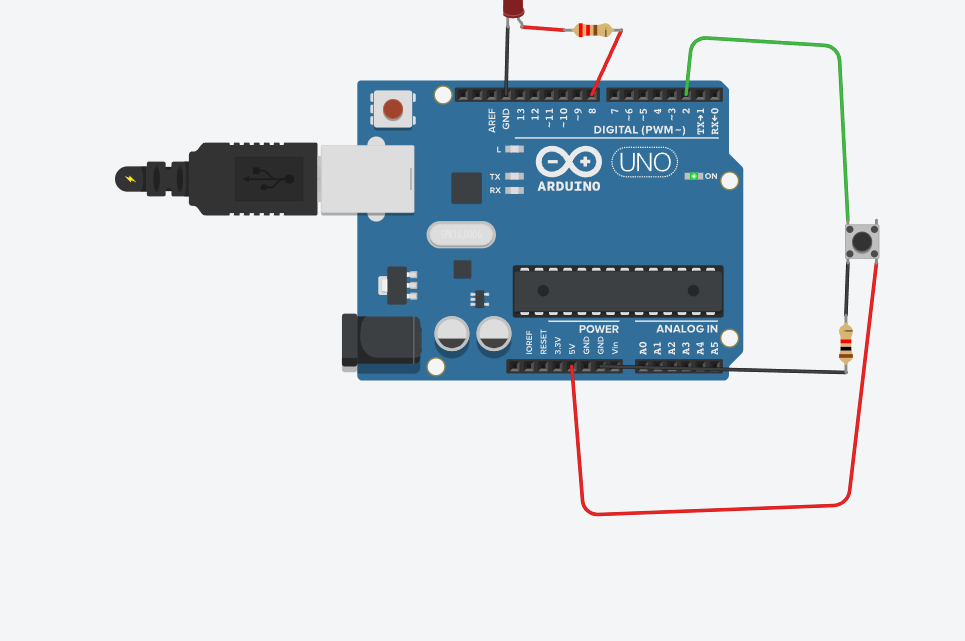 AREF
GND
13
12
~11
~10
~9
8
7
~6
~5
4
~3
2
TX→1
RX←0
DIGITAL (PWM~)
L
TX
RX
UNO
ARDUINO
ON
POWER
ANALOG IN
IOREF
RESET
3.3V
5V
GND
GND
Vin
A0
A1
A2
A3
A4
A5